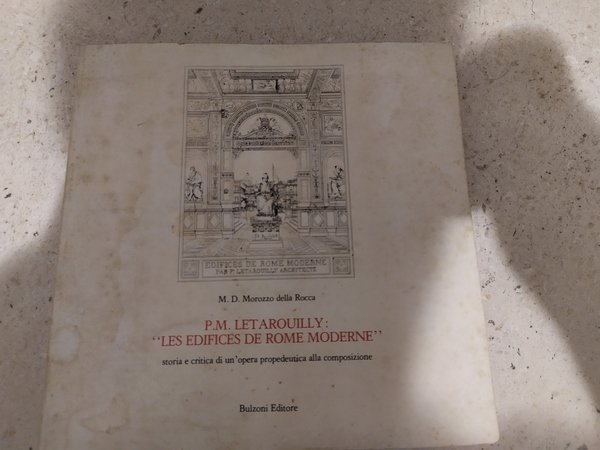 EDIFICES DE ROME MODERNE
PAR P. LETAROUILLY ARCHITECTE
M. D. Morozzo della Rocca
P.M. LETAROUILLY:
‘‘LES EDIFICES DE ROME MODERNE’’
storia e critica di un'opera propedeutica alla composizione
Bulzoni Editore